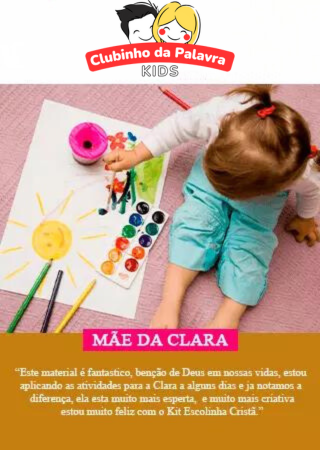 Clubinho da Palavra
KIDS
MÃE DA CLARA
“Este material é fantastico, benção de Deus em nossas vidas, estou
aplicando as atividades para a Clara a alguns dias e ja notamos a
diferença, ela esta muito mais esperta,  e muito mais criativa
estou muito feliz com o Kit Escolinha Cristã.”